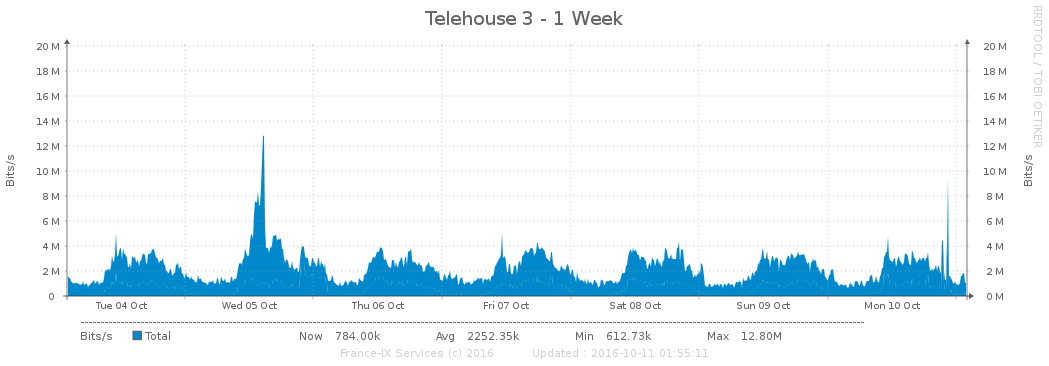 Telehouse 3 - 1 Week
RRDTOOL / TOBI OETIKER
Bits/s
20 M 20 M
18 M 18 M
16 M 16 M
14 M 14 M
12 M 12 M
10 M 10 M
8 M 8 M
6 M 6 M
4 M 4 M
2 M 2 M
0 0 M
Bits/s
Tue 04 Oct Wed 05 Oct Thu 06 Oct Fri 07 Oct Sat 08 Oct Sun 09 Oct Mon 10 Oct
Bits/s Total Now 784.00k Avg 2252.35k Min 612.73k Max 12.80M
France-IX Services (c) 2016 Updated : 2016-10-11 01:55:11